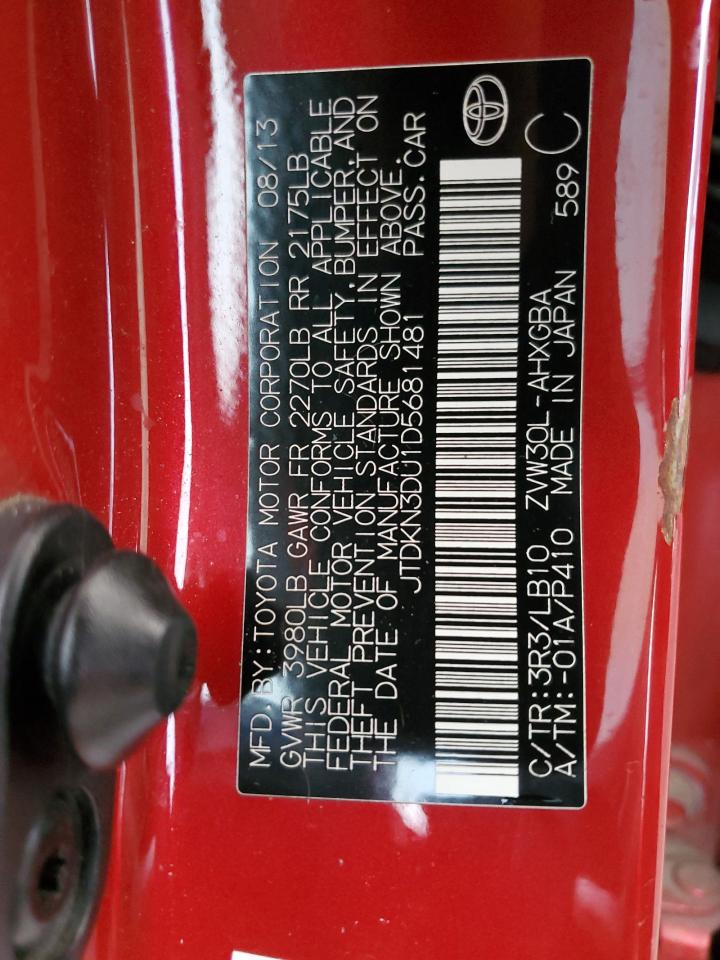 MFD. BY: TOYOTA MOTOR CORPORATION 08/13
GVWR 3980LB GAWR FR 2270LB RR 2175LB
THIS VEHICLE CONFORMS TO ALL APPLICABLE
FEDERAL MOTOR VEHICLE SAFETY, BUMPER, AND
THEFT PREVENTION STANDARDS IN EFFECT ON
THE DATE OF MANUFACTURE SHOWN ABOVE.
JTDKN3DU1D5681481 PASS. CAR
C/TR: 3R3/LB10 ZVW30L-AHXGBA
A/TM: -01A/P410 MADE IN JAPAN 589 C